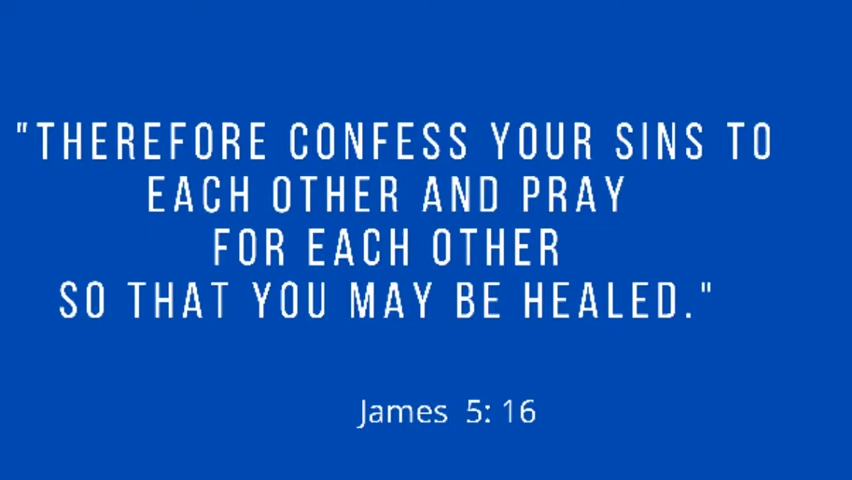 "THEREFORE CONFESS YOUR SINS TO
EACH OTHER AND PRAY
FOR EACH OTHER
SO THAT YOU MAY BE HEALED."
James 5: 16